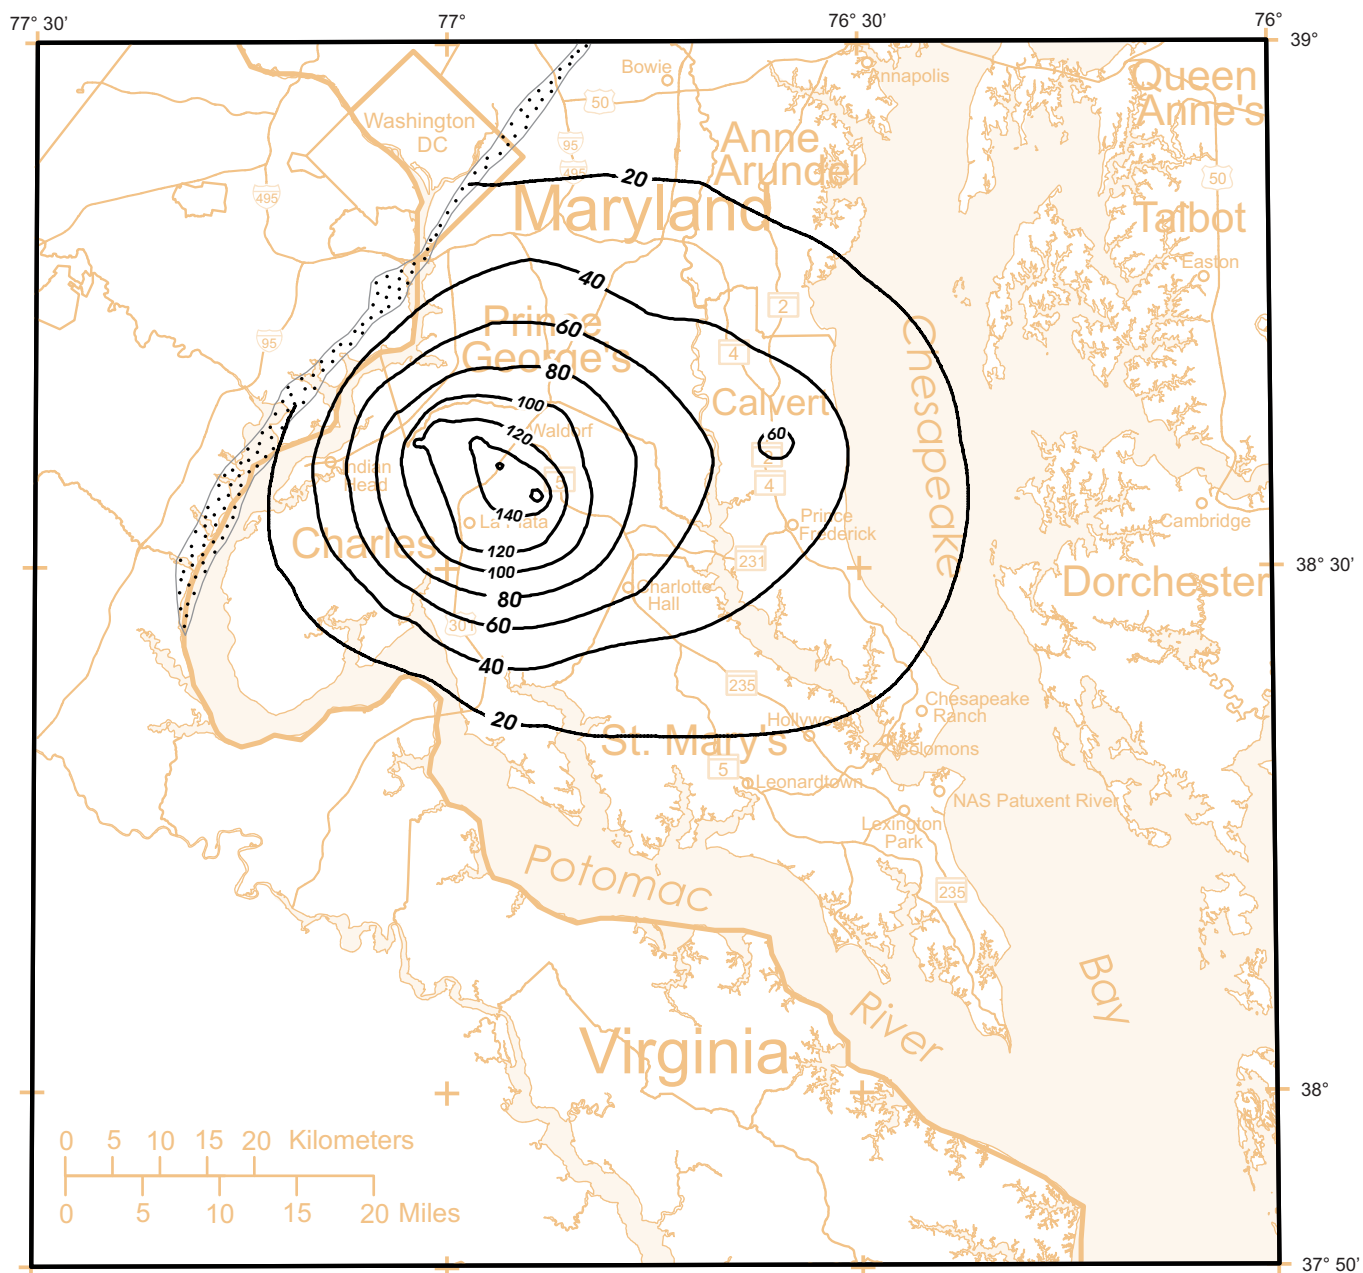 77° 30'
77°
76° 30'
76°
39°
Bowie
Annapolis
Queen
Anne's
50
Washington
DC
95
495
Anne
Arundel
20
50
495
Maryland
Talbot
Easton
40
2
Prince
George's
60
95
4
Chesapeake
80
Calvert
100
120
Waldorf
60
2
4
Indian
Head
5
140
La Plata
Prince
Frederick
Cambridge
Charles
120
100
231
38° 30'
Dorchester
Charlotte
Hall
80
301
60
40
235
Chesapeake
Ranch
20
Hollywood
St. Mary's
Solomons
5
Leonardtown
NAS Patuxent River
Lexington
Park
Potomac
235
Bay
River
Virginia
38°
0 5 10 15 20 Kilometers
0 5 10 15 20 Miles
37° 50'